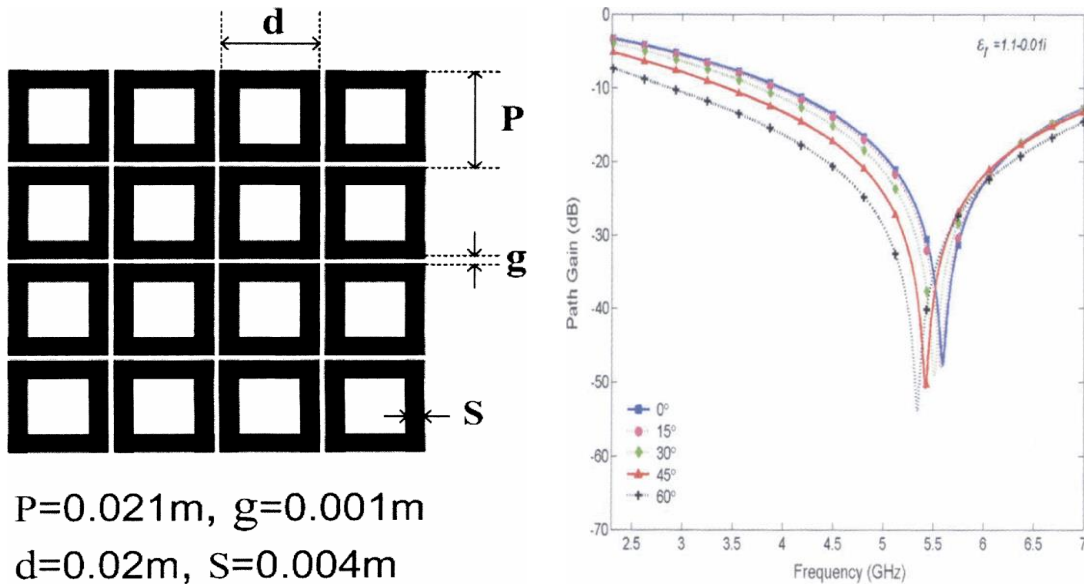 d
P
g
S
P=0.021m, g=0.001m
d=0.02m, S=0.004m
0
-10
-20
-30
-40
-50
-60
-70
Path Gain (dB)
εr =1.1-0.01i
0°
15°
30°
45°
60°
2.5 3 3.5 4 4.5 5 5.5 6 6.5 7
Frequency (GHz)